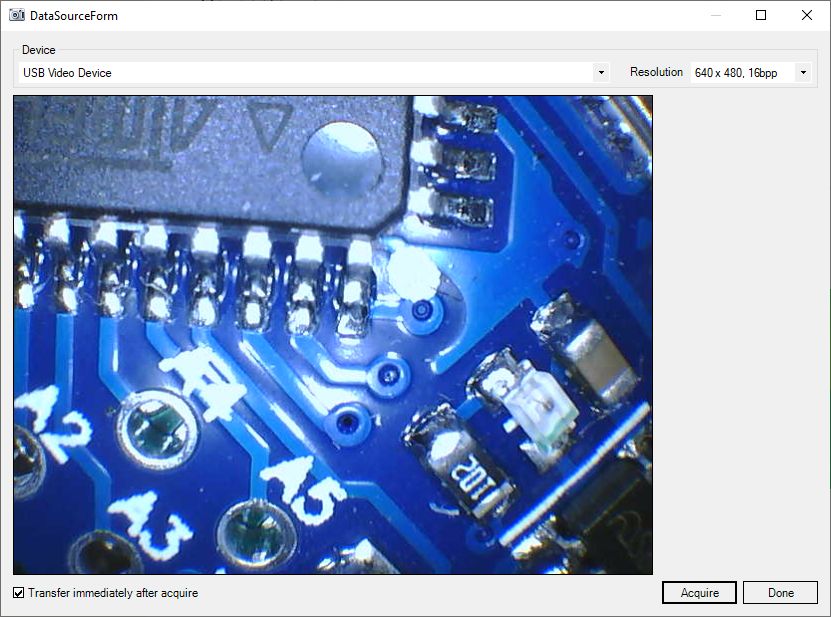 DataSourceForm
Device
USB Video Device
Resolution
640 x 480, 16bpp
A4
A2
A5
A3
Transfer immediately after acquire
Acquire
Done